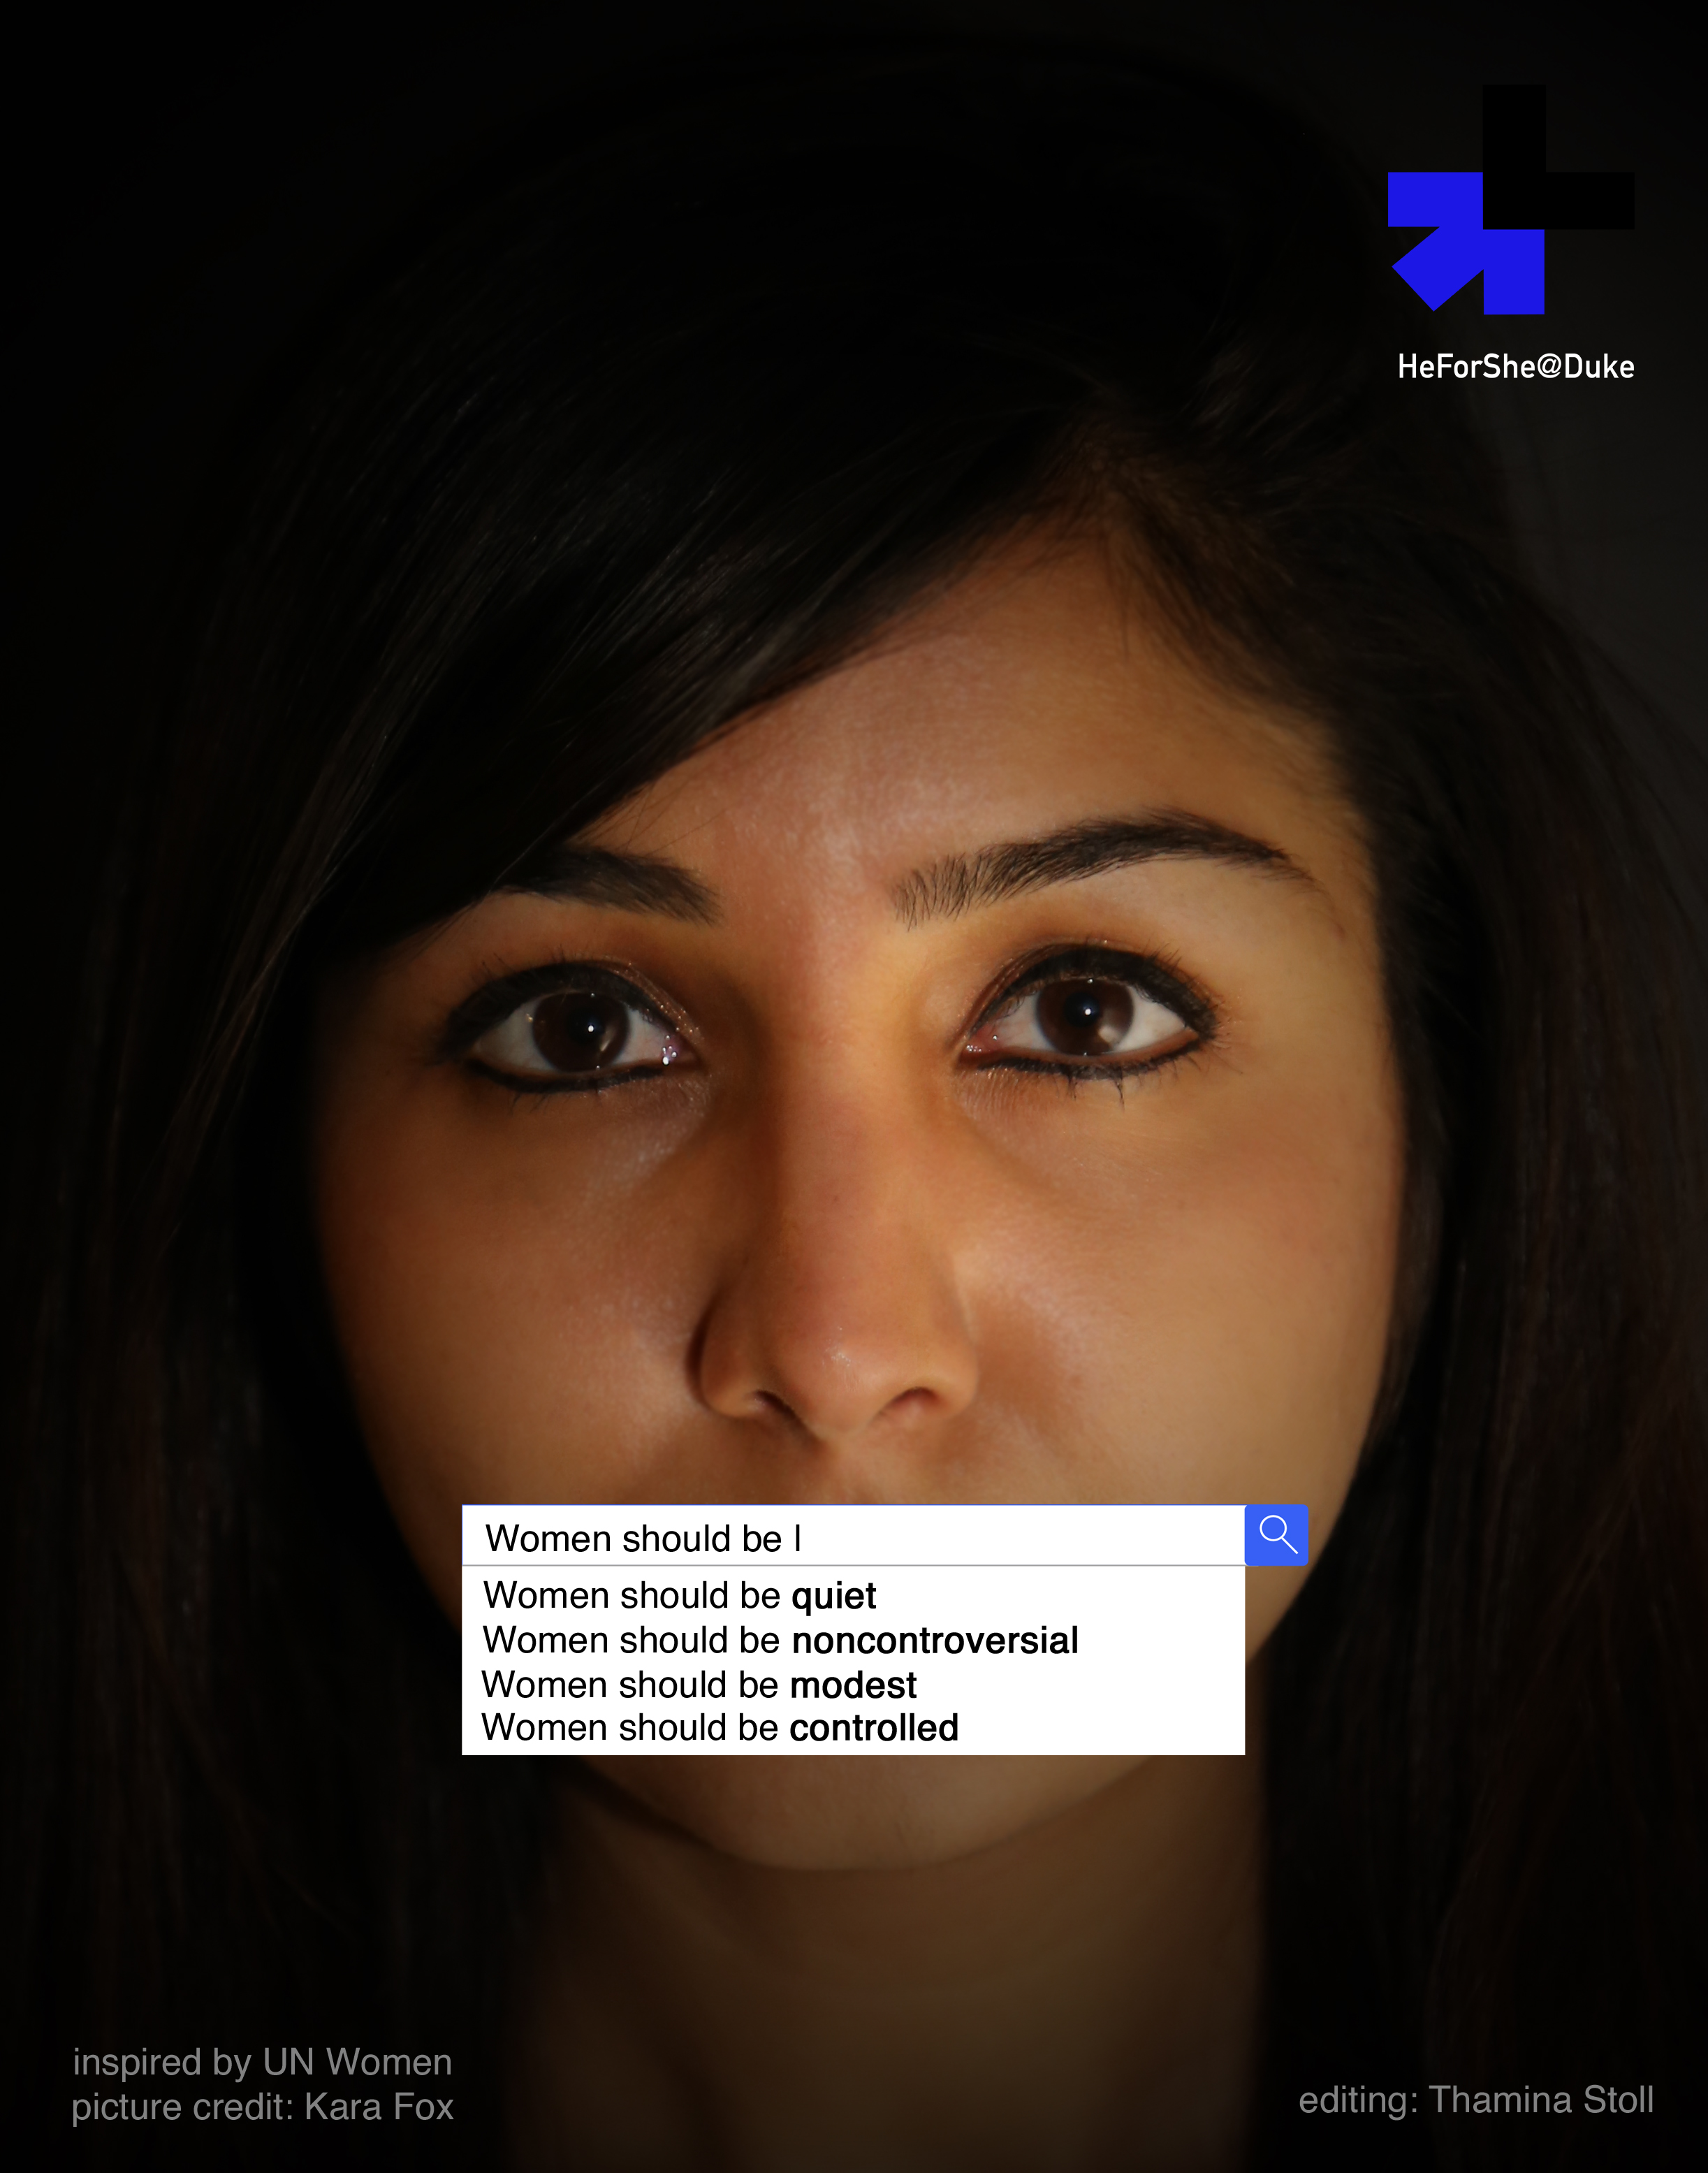 HeForShe@Duke
Women should be |
Women should be quiet
Women should be noncontroversial
Women should be modest
Women should be controlled
inspired by UN Women
picture credit: Kara Fox
editing: Thamina Stoll